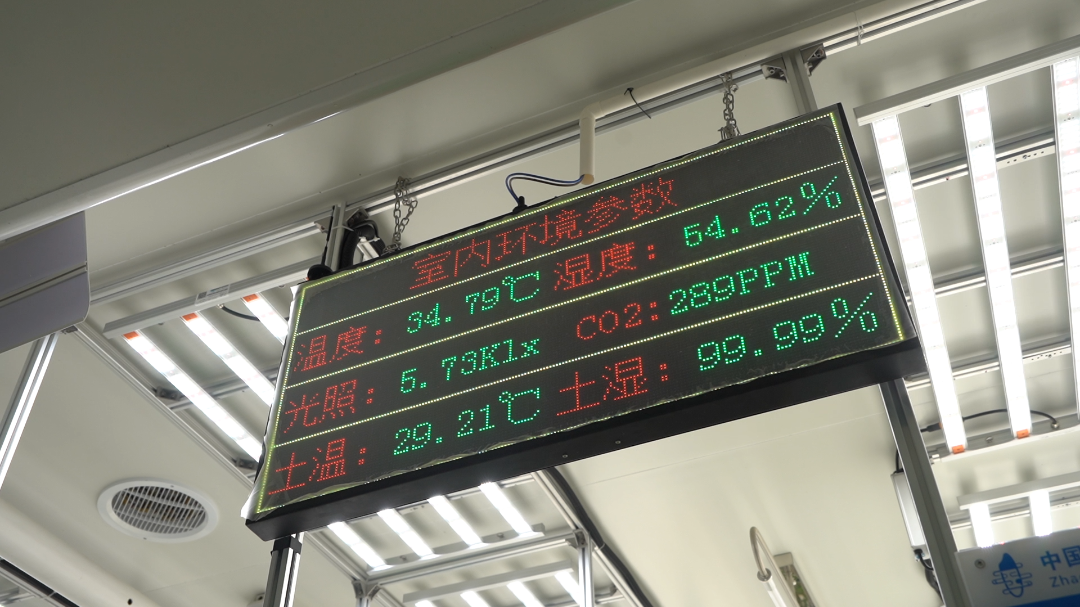 室内环境参数
温度: 34.79℃ 湿度: 54.62%
光照: 5.73Klx CO2:289PPM
土温: 29.21℃ 土湿: 99.99%
中国
Zha